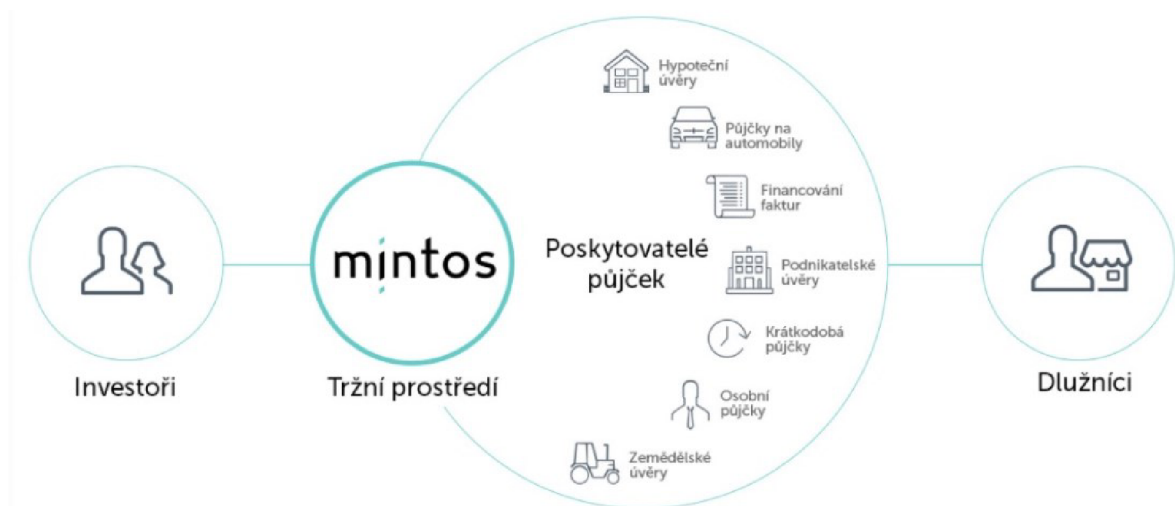 Hypoteční
úvěry
Půjčky na
automobily
Financování
faktur
mintos
Poskytovatelé
půjček
Podnikatelské
úvěry
Krátkodobá
půjčky
Investoři
Tržní prostředí
Dlužníci
Osobní
půjčky
Zemědělské
úvěry